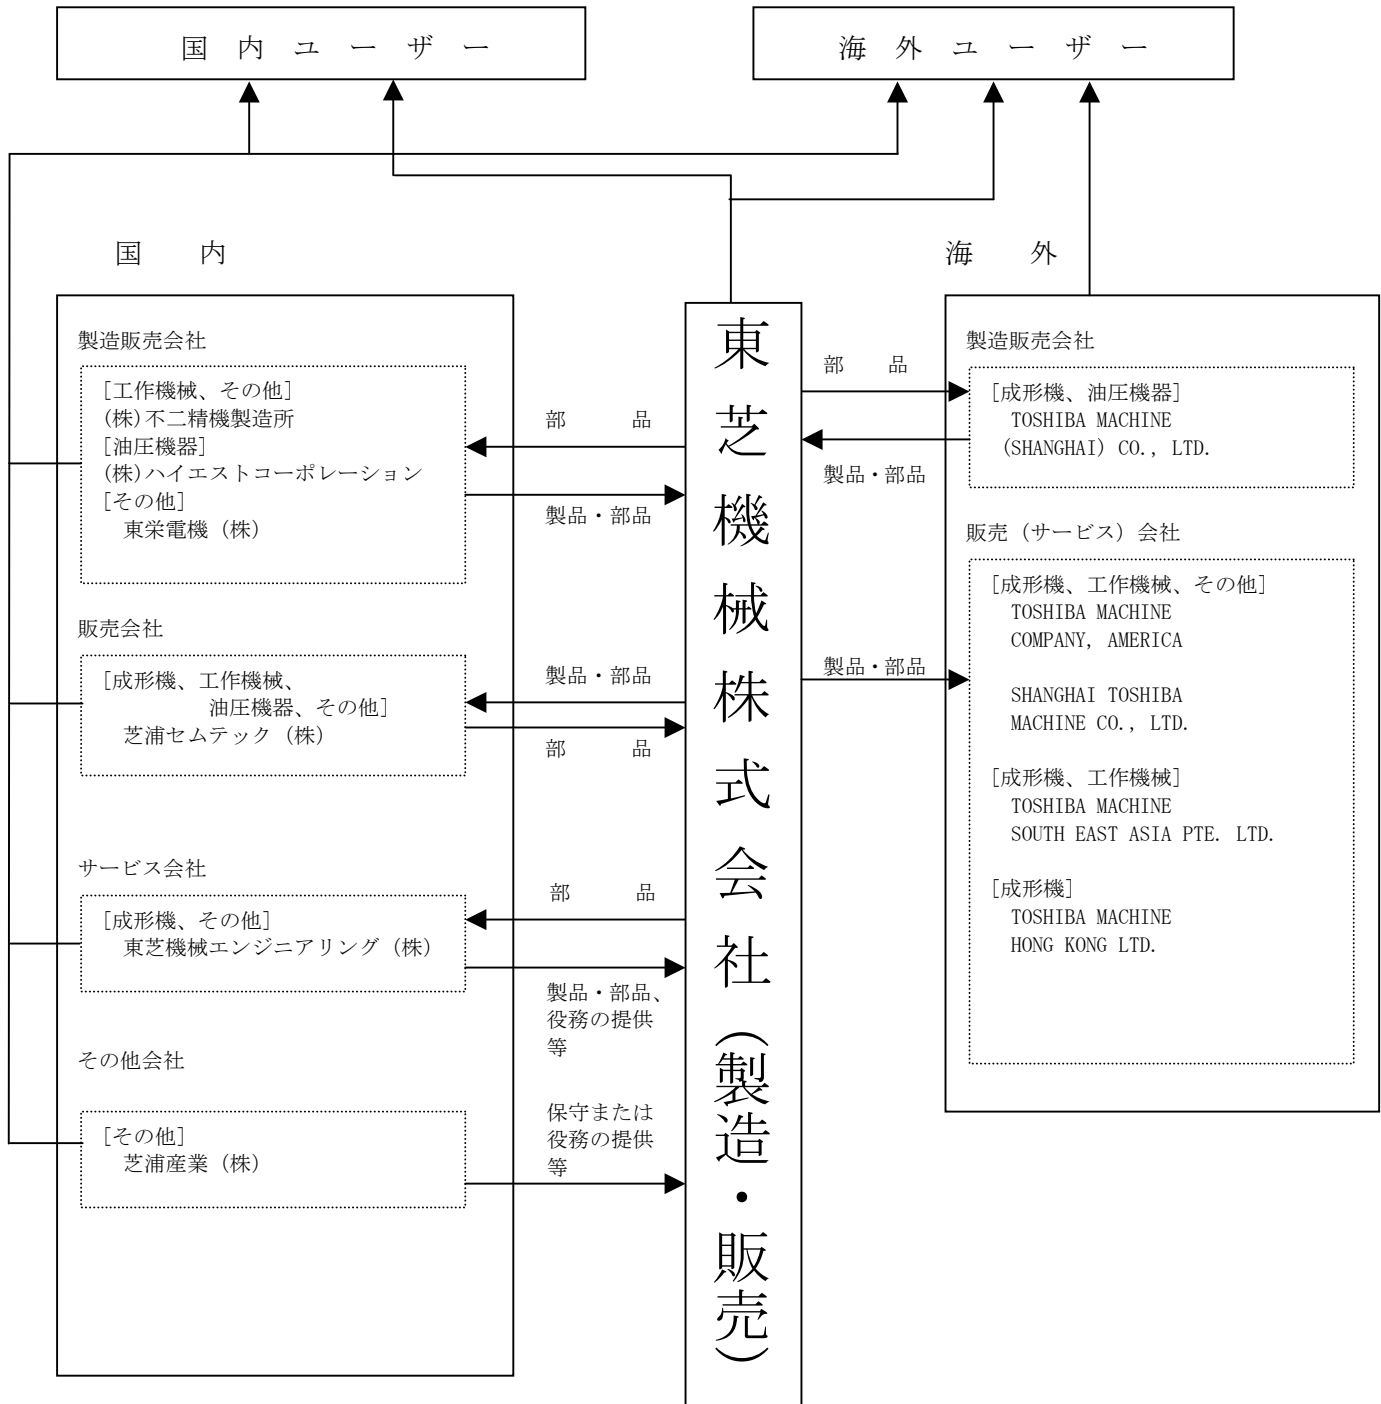 国内ユーザー
海外ユーザー
国内
海外
製造販売会社
[工作機械、その他]
(株)不二精機製造所
[油圧機器]
(株)ハイエストコーポレーション
[その他]
東栄電機（株）
販売会社
[成形機、工作機械、
油圧機器、その他]
芝浦セムテック（株）
サービス会社
[成形機、その他]
東芝機械エンジニアリング（株）
その他会社
[その他]
芝浦産業（株）
部品
製品・部品
製品・部品
部品
部品
製品・部品、
役務の提供
等
保守または
役務の提供
等
東芝機械株式会社（製造・販売）
部品
製品・部品
製品・部品
製造販売会社
[成形機、油圧機器]
TOSHIBA MACHINE
(SHANGHAI) CO., LTD.
販売（サービス）会社
[成形機、工作機械、その他]
TOSHIBA MACHINE
COMPANY, AMERICA
SHANGHAI TOSHIBA
MACHINE CO., LTD.
[成形機、工作機械]
TOSHIBA MACHINE
SOUTH EAST ASIA PTE. LTD.
[成形機]
TOSHIBA MACHINE
HONG KONG LTD.